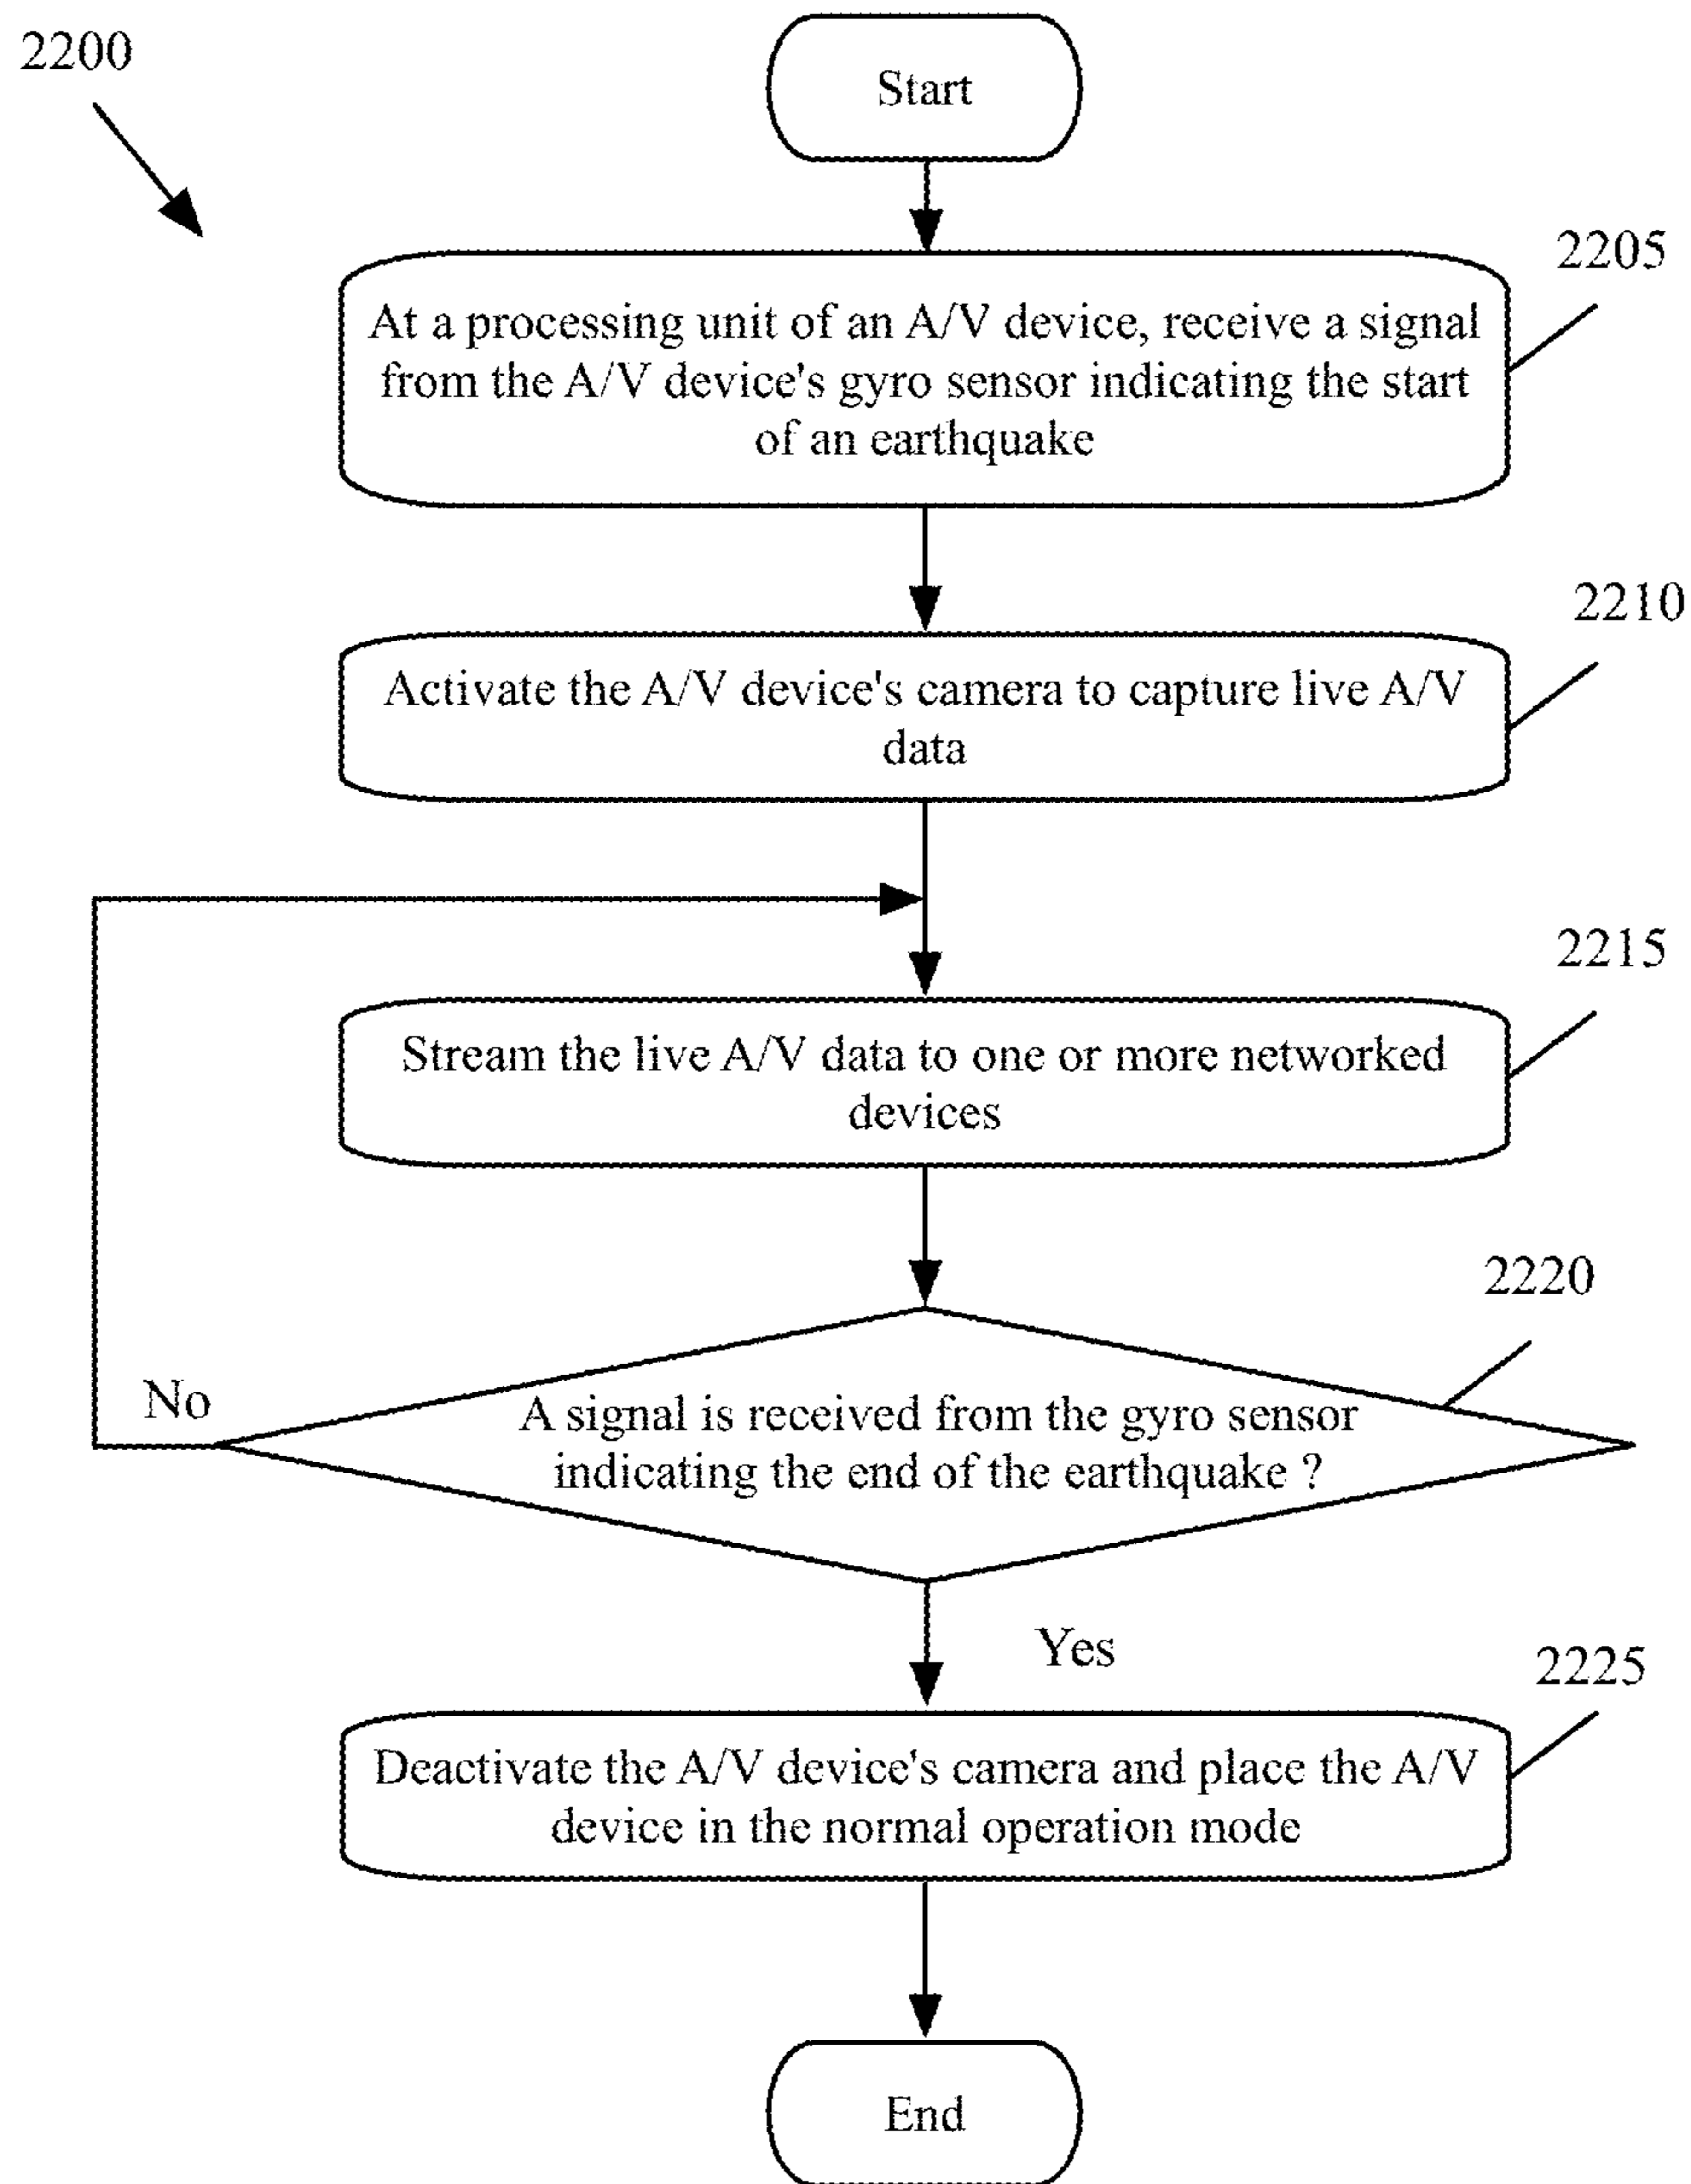 2200
Start
2205
At a processing unit of an A/V device, receive a signal
from the A/V device's gyro sensor indicating the start
of an earthquake
2210
Activate the A/V device's camera to capture live A/V
data
2215
Stream the live A/V data to one or more networked
devices
2220
No
A signal is received from the gyro sensor
indicating the end of the earthquake ?
Yes
2225
Deactivate the A/V device's camera and place the A/V
device in the normal operation mode
End